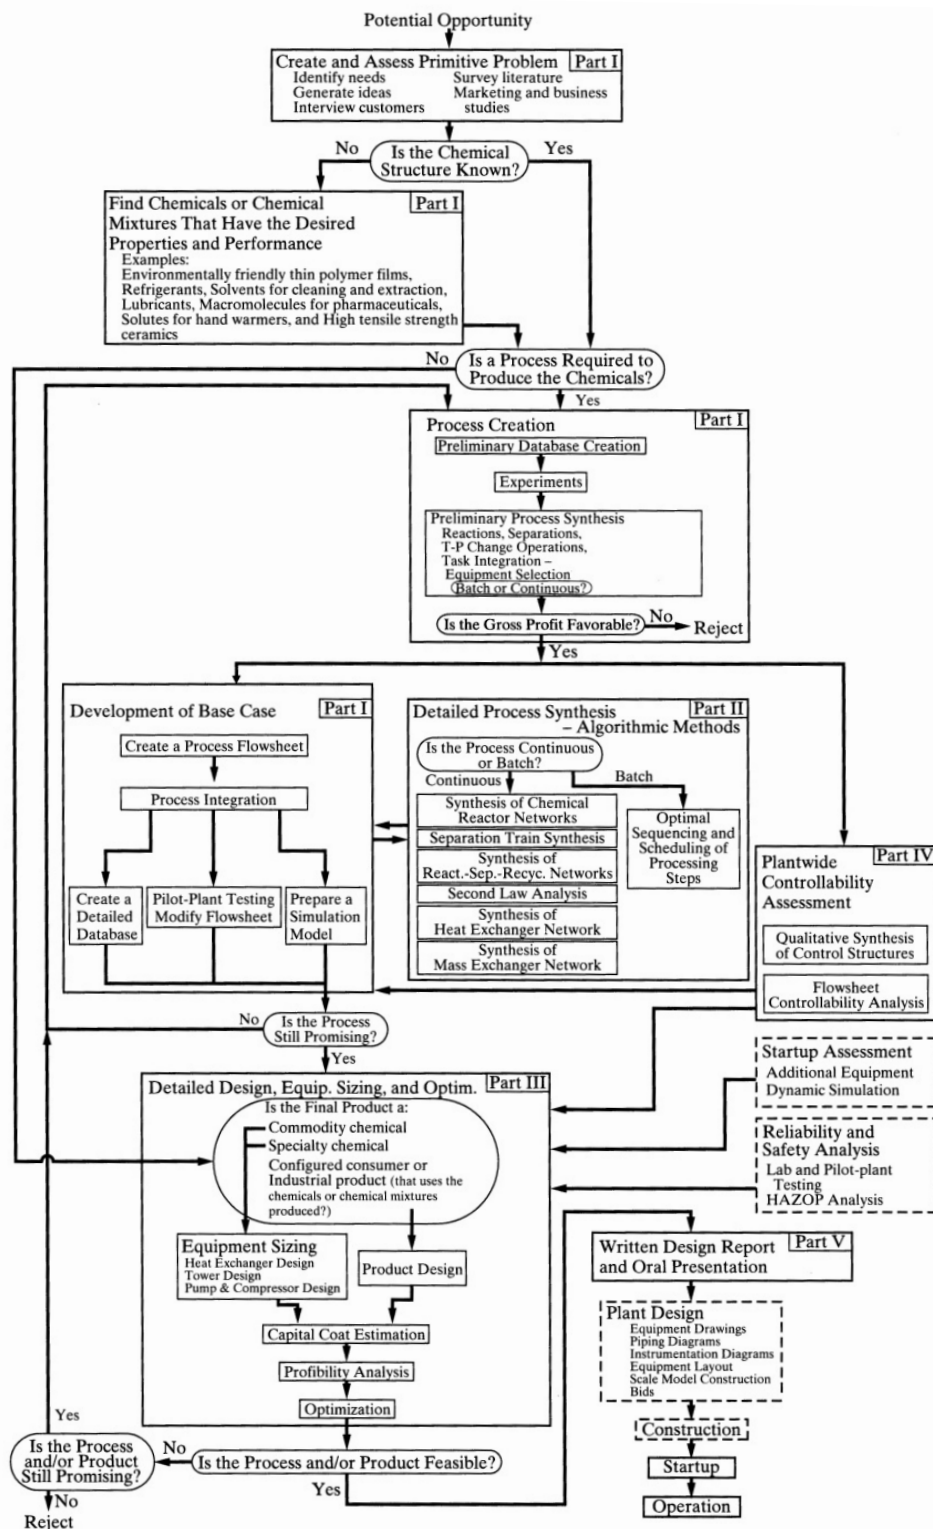 Potential Opportunity
Create and Assess Primitive Problem
Part I
Identify needs
Generate ideas
Interview customers
Survey literature
Marketing and business
studies
No
Is the Chemical
Structure Known?
Yes
Find Chemicals or Chemical
Part I
Mixtures That Have the Desired
Properties and Performance
Examples:
Environmentally friendly thin polymer films,
Refrigerants, Solvents for cleaning and extraction,
Lubricants, Macromolecules for pharmaceuticals,
Solutes for hand warmers, and High tensile strength
ceramics
No
Is a Process Required to
Produce the Chemicals?
Yes
Process Creation
Part I
Preliminary Database Creation
Experiments
Preliminary Process Synthesis
Reactions, Separations,
T-P Change Operations,
Task Integration –
Equipment Selection
Batch or Continuous?
Is the Gross Profit Favorable?
No
Reject
Yes
Development of Base Case
Part I
Create a Process Flowsheet
Process Integration
Create a
Detailed
Database
Pilot-Plant Testing
Modify Flowsheet
Prepare a
Simulation
Model
Detailed Process Synthesis
Part II
– Algorithmic Methods
Is the Process Continuous
or Batch?
Continuous
Batch
Synthesis of Chemical
Reactor Networks
Separation Train Synthesis
Synthesis of
React.-Sep.-Recyc. Networks
Second Law Analysis
Synthesis of
Heat Exchanger Network
Synthesis of
Mass Exchanger Network
Optimal
Sequencing and
Scheduling of
Processing
Steps
Part IV
Plantwide
Controllability
Assessment
Qualitative Synthesis
of Control Structures
Flowsheet
Controllability Analysis
No
Is the Process
Still Promising?
Yes
Startup Assessment
Additional Equipment
Dynamic Simulation
Reliability and
Safety Analysis
Lab and Pilot-plant
Testing
HAZOP Analysis
Detailed Design, Equip. Sizing, and Optim.
Part III
Is the Final Product a:
Commodity chemical
Specialty chemical
Configured consumer or
Industrial product (that uses the
chemicals or chemical mixtures
produced?)
Equipment Sizing
Heat Exchanger Design
Tower Design
Pump & Compressor Design
Product Design
Capital Coat Estimation
Profibility Analysis
Optimization
Written Design Report
Part V
and Oral Presentation
Plant Design
Equipment Drawings
Piping Diagrams
Instrumentation Diagrams
Equipment Layout
Scale Model Construction
Bids
Construction
Startup
Operation
Yes
Is the Process
and/or Product
Still Promising?
No
Is the Process and/or Product Feasible?
Yes
No
Reject